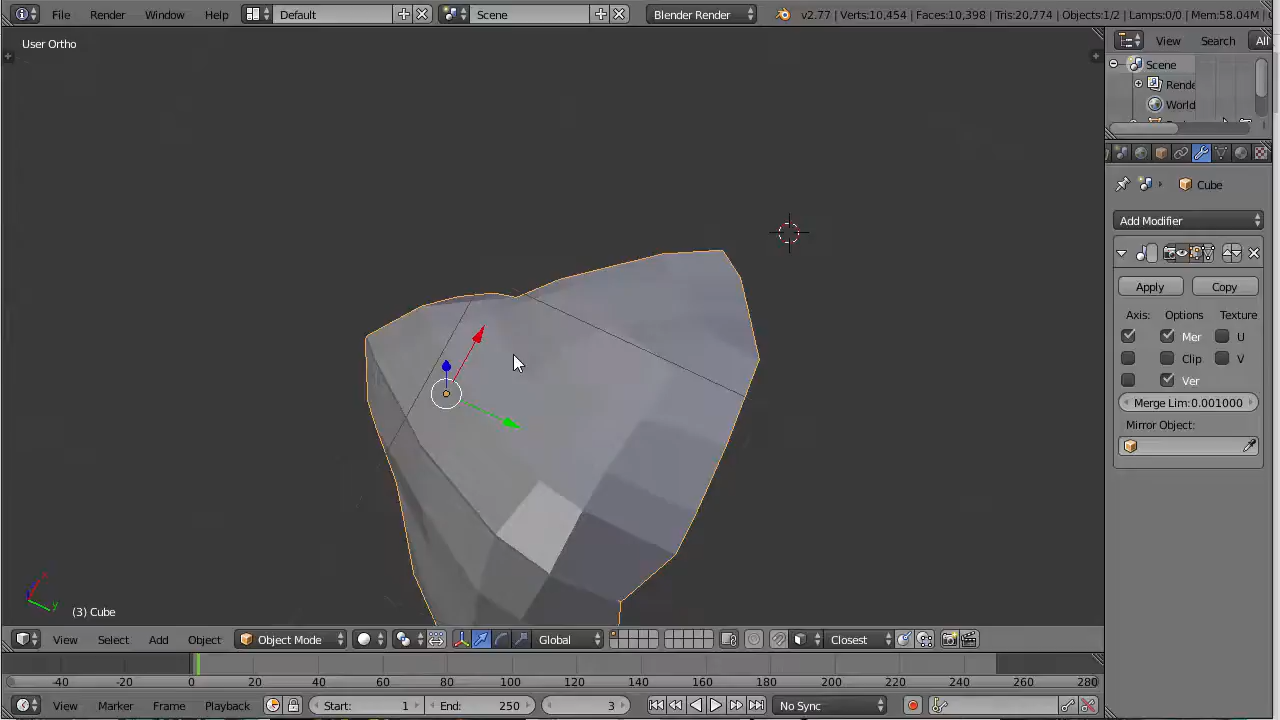 File Render Window Help Default Scene Blender Render v2.77 | Verts:10,454 | Faces:10,398 | Tris:20,774 | Objects:1/2 | Lamps:0/0 | Mem:58.04M |
User Ortho
View Search All
Scene
Rende
World
Cube
Add Modifier
Apply Copy
Axis: Options Texture
Mer U
Clip V
Ver
Merge Lim:0.001000
Mirror Object:
(3) Cube
View Select Add Object Object Mode Global Closest
-40 -20 0 20 40 60 80 100 120 140 160 180 200 220 240 260 280
View Marker Frame Playback Start: 1 End: 250 3 No Sync